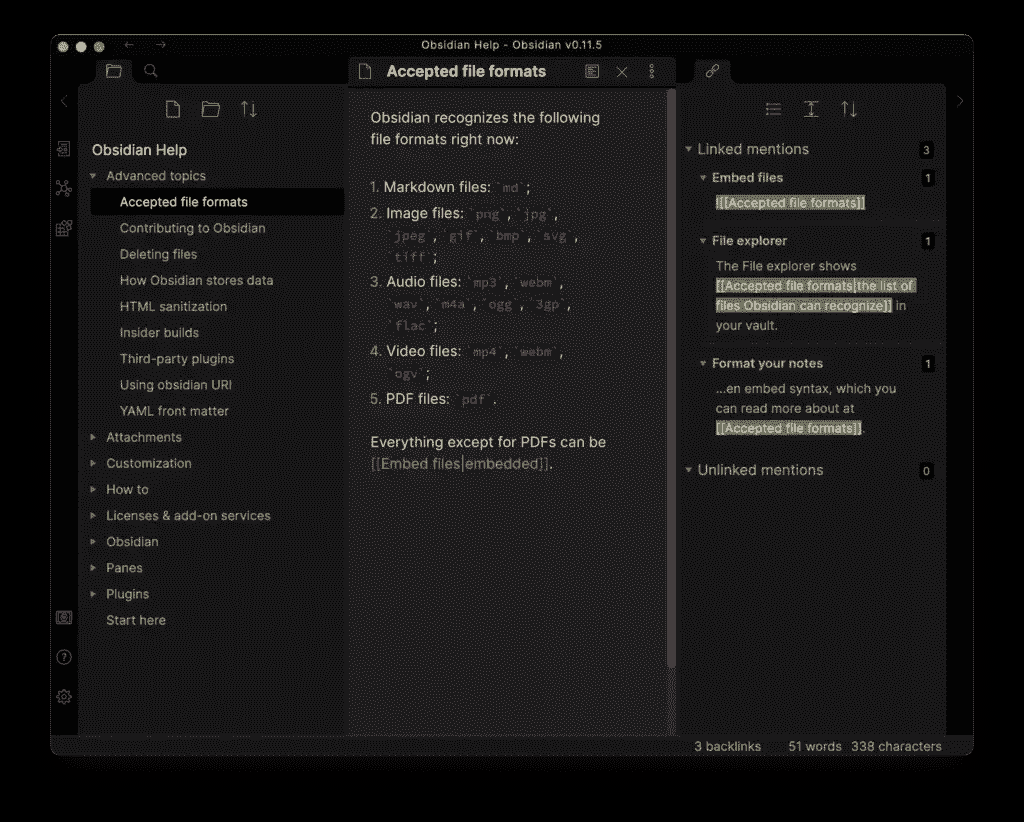 Obsidian Help - Obsidian v0.11.5
Accepted file formats
Obsidian Help
Advanced topics
Accepted file formats
Contributing to Obsidian
Deleting files
How Obsidian stores data
HTML sanitization
Insider builds
Third-party plugins
Using obsidian URI
YAML front matter
Attachments
Customization
How to
Licenses & add-on services
Obsidian
Panes
Plugins
Start here
Obsidian recognizes the following
file formats right now:
1. Markdown files: `md`;
2. Image files: `png`,`jpg`,
`jpeg`,`gif`,`bmp`,`svg`,
`tiff`;
3. Audio files: `mp3`,`webm`,
`wav`,`m4a`,`ogg`,`3gp`,
`flac`;
4. Video files: `mp4`,`webm`,
`ogv`;
5. PDF files: `pdf`.
Everything except for PDFs can be
[[Embed files|embedded]].
Linked mentions 3
Embed files 1
![[Accepted file formats]]
File explorer 1
The File explorer shows
[[Accepted file formats|the list of
files Obsidian can recognize]] in
your vault.
Format your notes 1
...en embed syntax, which you
can read more about at
[[Accepted file formats]].
Unlinked mentions 0
3 backlinks 51 words 338 characters